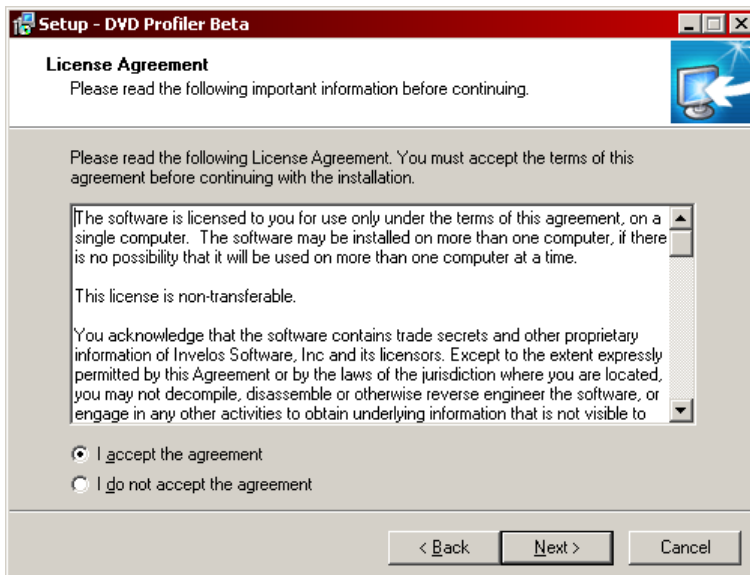 Setup - DVD Profiler Beta
License Agreement
Please read the following important information before continuing.
Please read the following License Agreement. You must accept the terms of this
agreement before continuing with the installation.
The software is licensed to you for use only under the terms of this agreement, on a
single computer.  The software may be installed on more than one computer, if there
is no possibility that it will be used on more than one computer at a time.
This license is non-transferable.
You acknowledge that the software contains trade secrets and other proprietary
information of Invelos Software, Inc and its licensors. Except to the extent expressly
permitted by this Agreement or by the laws of the jurisdiction where you are located,
you may not decompile, disassemble or otherwise reverse engineer the software, or
engage in any other activities to obtain underlying information that is not visible to
I accept the agreement
I do not accept the agreement
< Back Next > Cancel